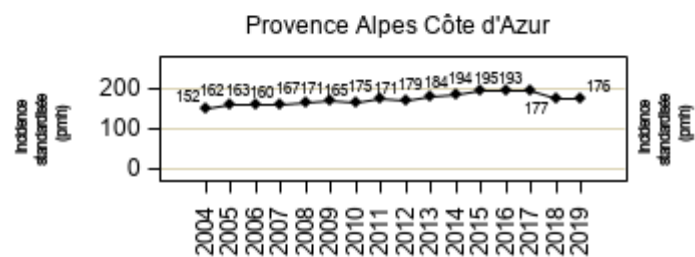 Provence Alpes Côte d'Azur
Incidence
standardisée
(pmh)
200
100
0
152 162 163 160 167 171 165 175 171 179 184 194 195 193 177 176
2004 2005 2006 2007 2008 2009 2010 2011 2012 2013 2014 2015 2016 2017 2018 2019
Incidence
standardisée
(pmh)